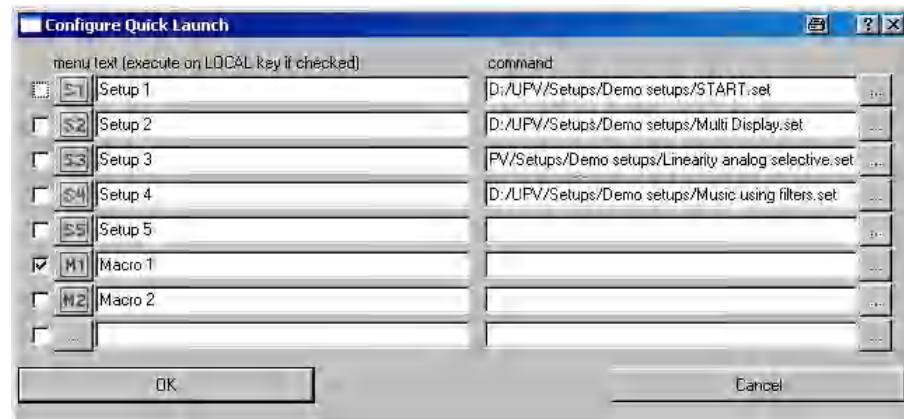 Configure Quick Launch
menu text (execute on LOCAL key if checked) command
S1 Setup 1 D:/UPV/Setups/Demo setups/START.set ...
S2 Setup 2 D:/UPV/Setups/Demo setups/Multi Display.set ...
S3 Setup 3 PV/Setups/Demo setups/Linearity analog selective.set ...
S4 Setup 4 D:/UPV/Setups/Demo setups/Music using filters.set ...
S5 Setup 5 ...
M1 Macro 1 ...
M2 Macro 2 ...
... ...
OK Cancel